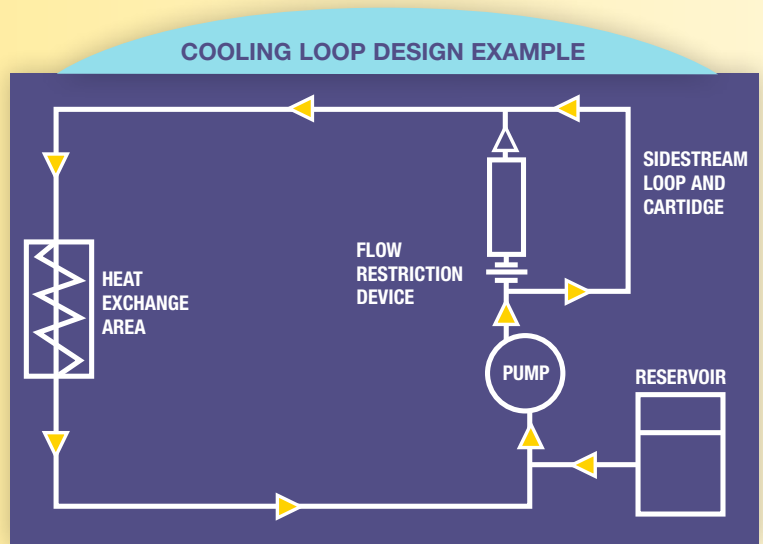 COOLING LOOP DESIGN EXAMPLE
SIDESTREAM
LOOP AND
CARTIDGE
FLOW
RESTRICTION
DEVICE
HEAT
EXCHANGE
AREA
PUMP
RESERVOIR